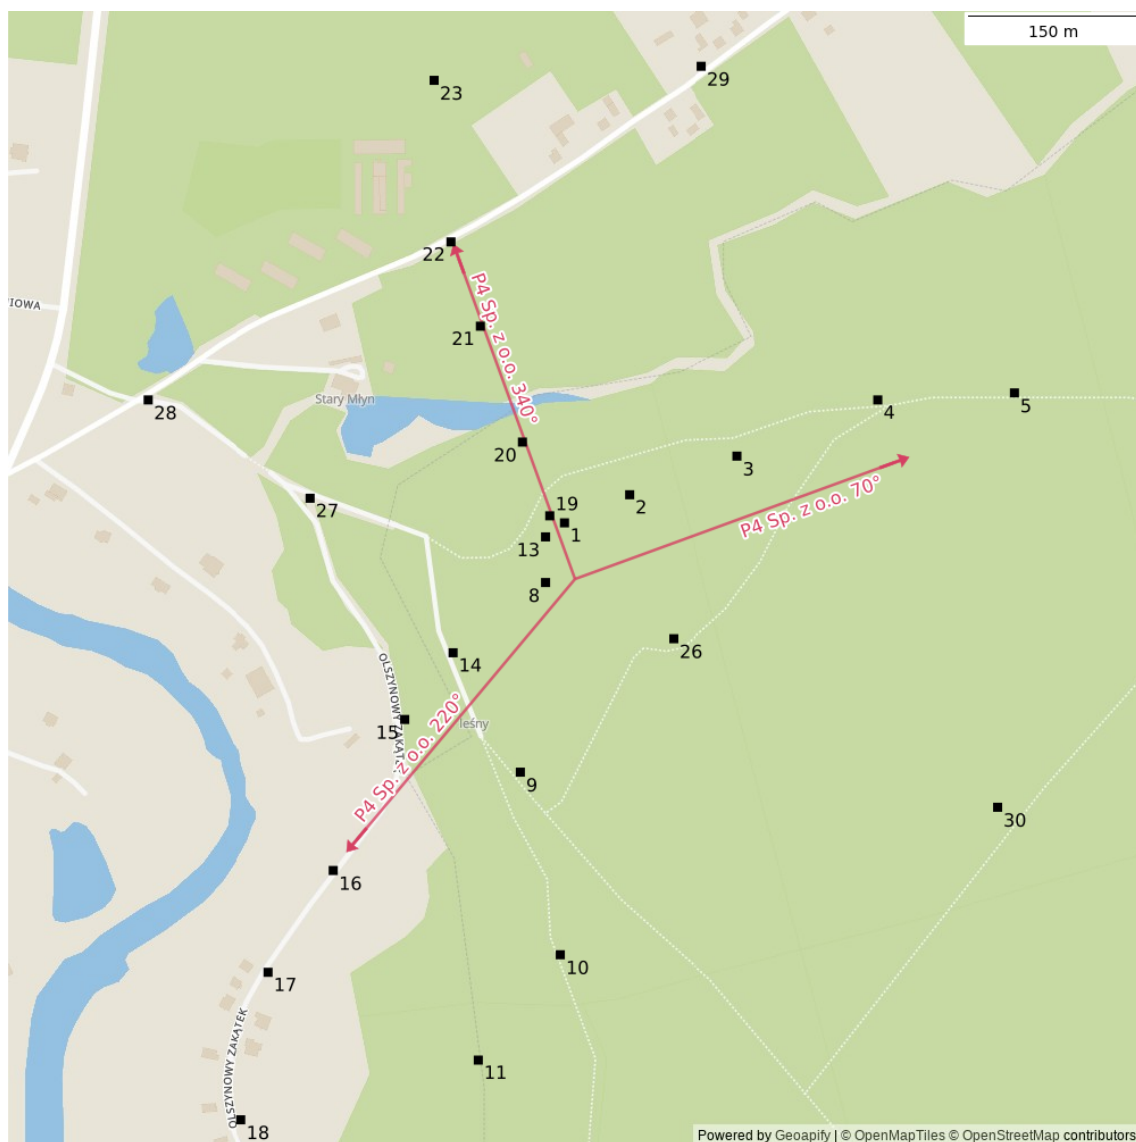 150 m
29
23
22
P4 Sp. z o.o. 340°
IOWA
21
Stary Młyn
28
4
5
20
3
27
2
P4 Sp. z o.o. 70°
19
1
13
8
26
14
OLSZYNOWY ZAKĄTEK
15
leśny
P4 Sp. z o.o. 220°
9
30
16
10
17
OLSZYNOWY ZAKĄTEK
11
18
Powered by Geoapify | © OpenMapTiles © OpenStreetMap contributors